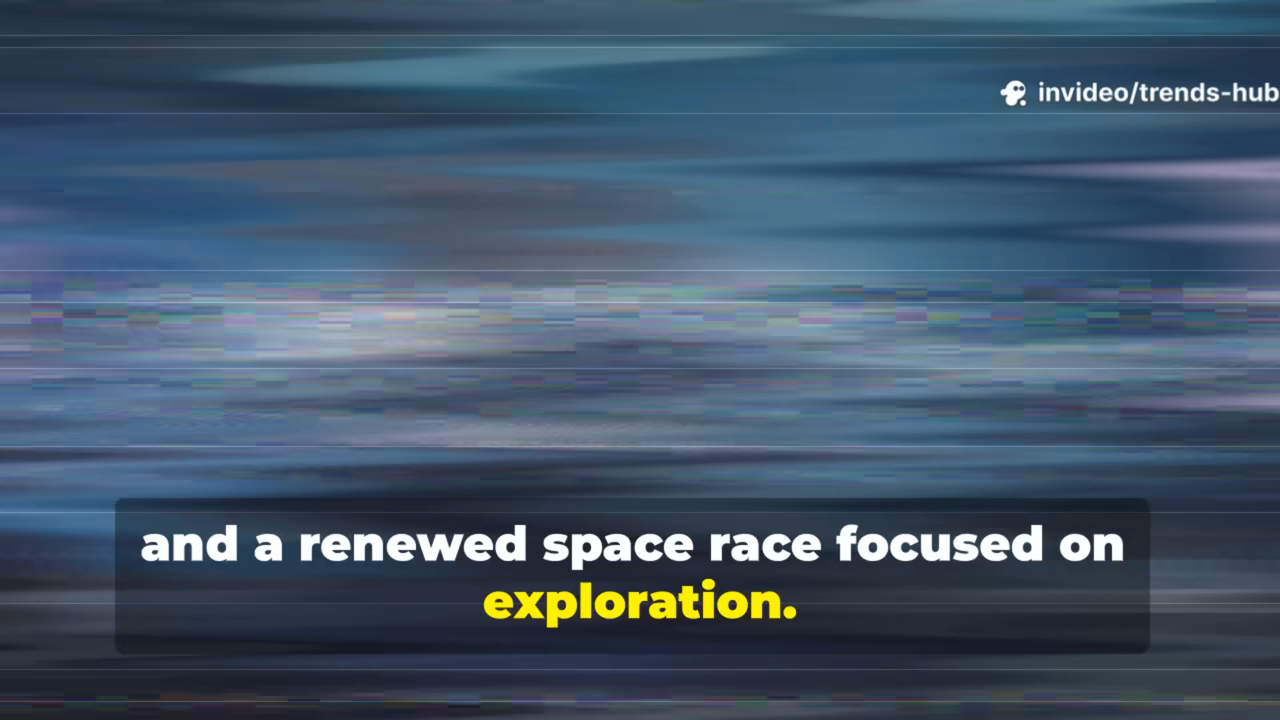 invideo/trends-hub
and a renewed space race focused on
exploration.